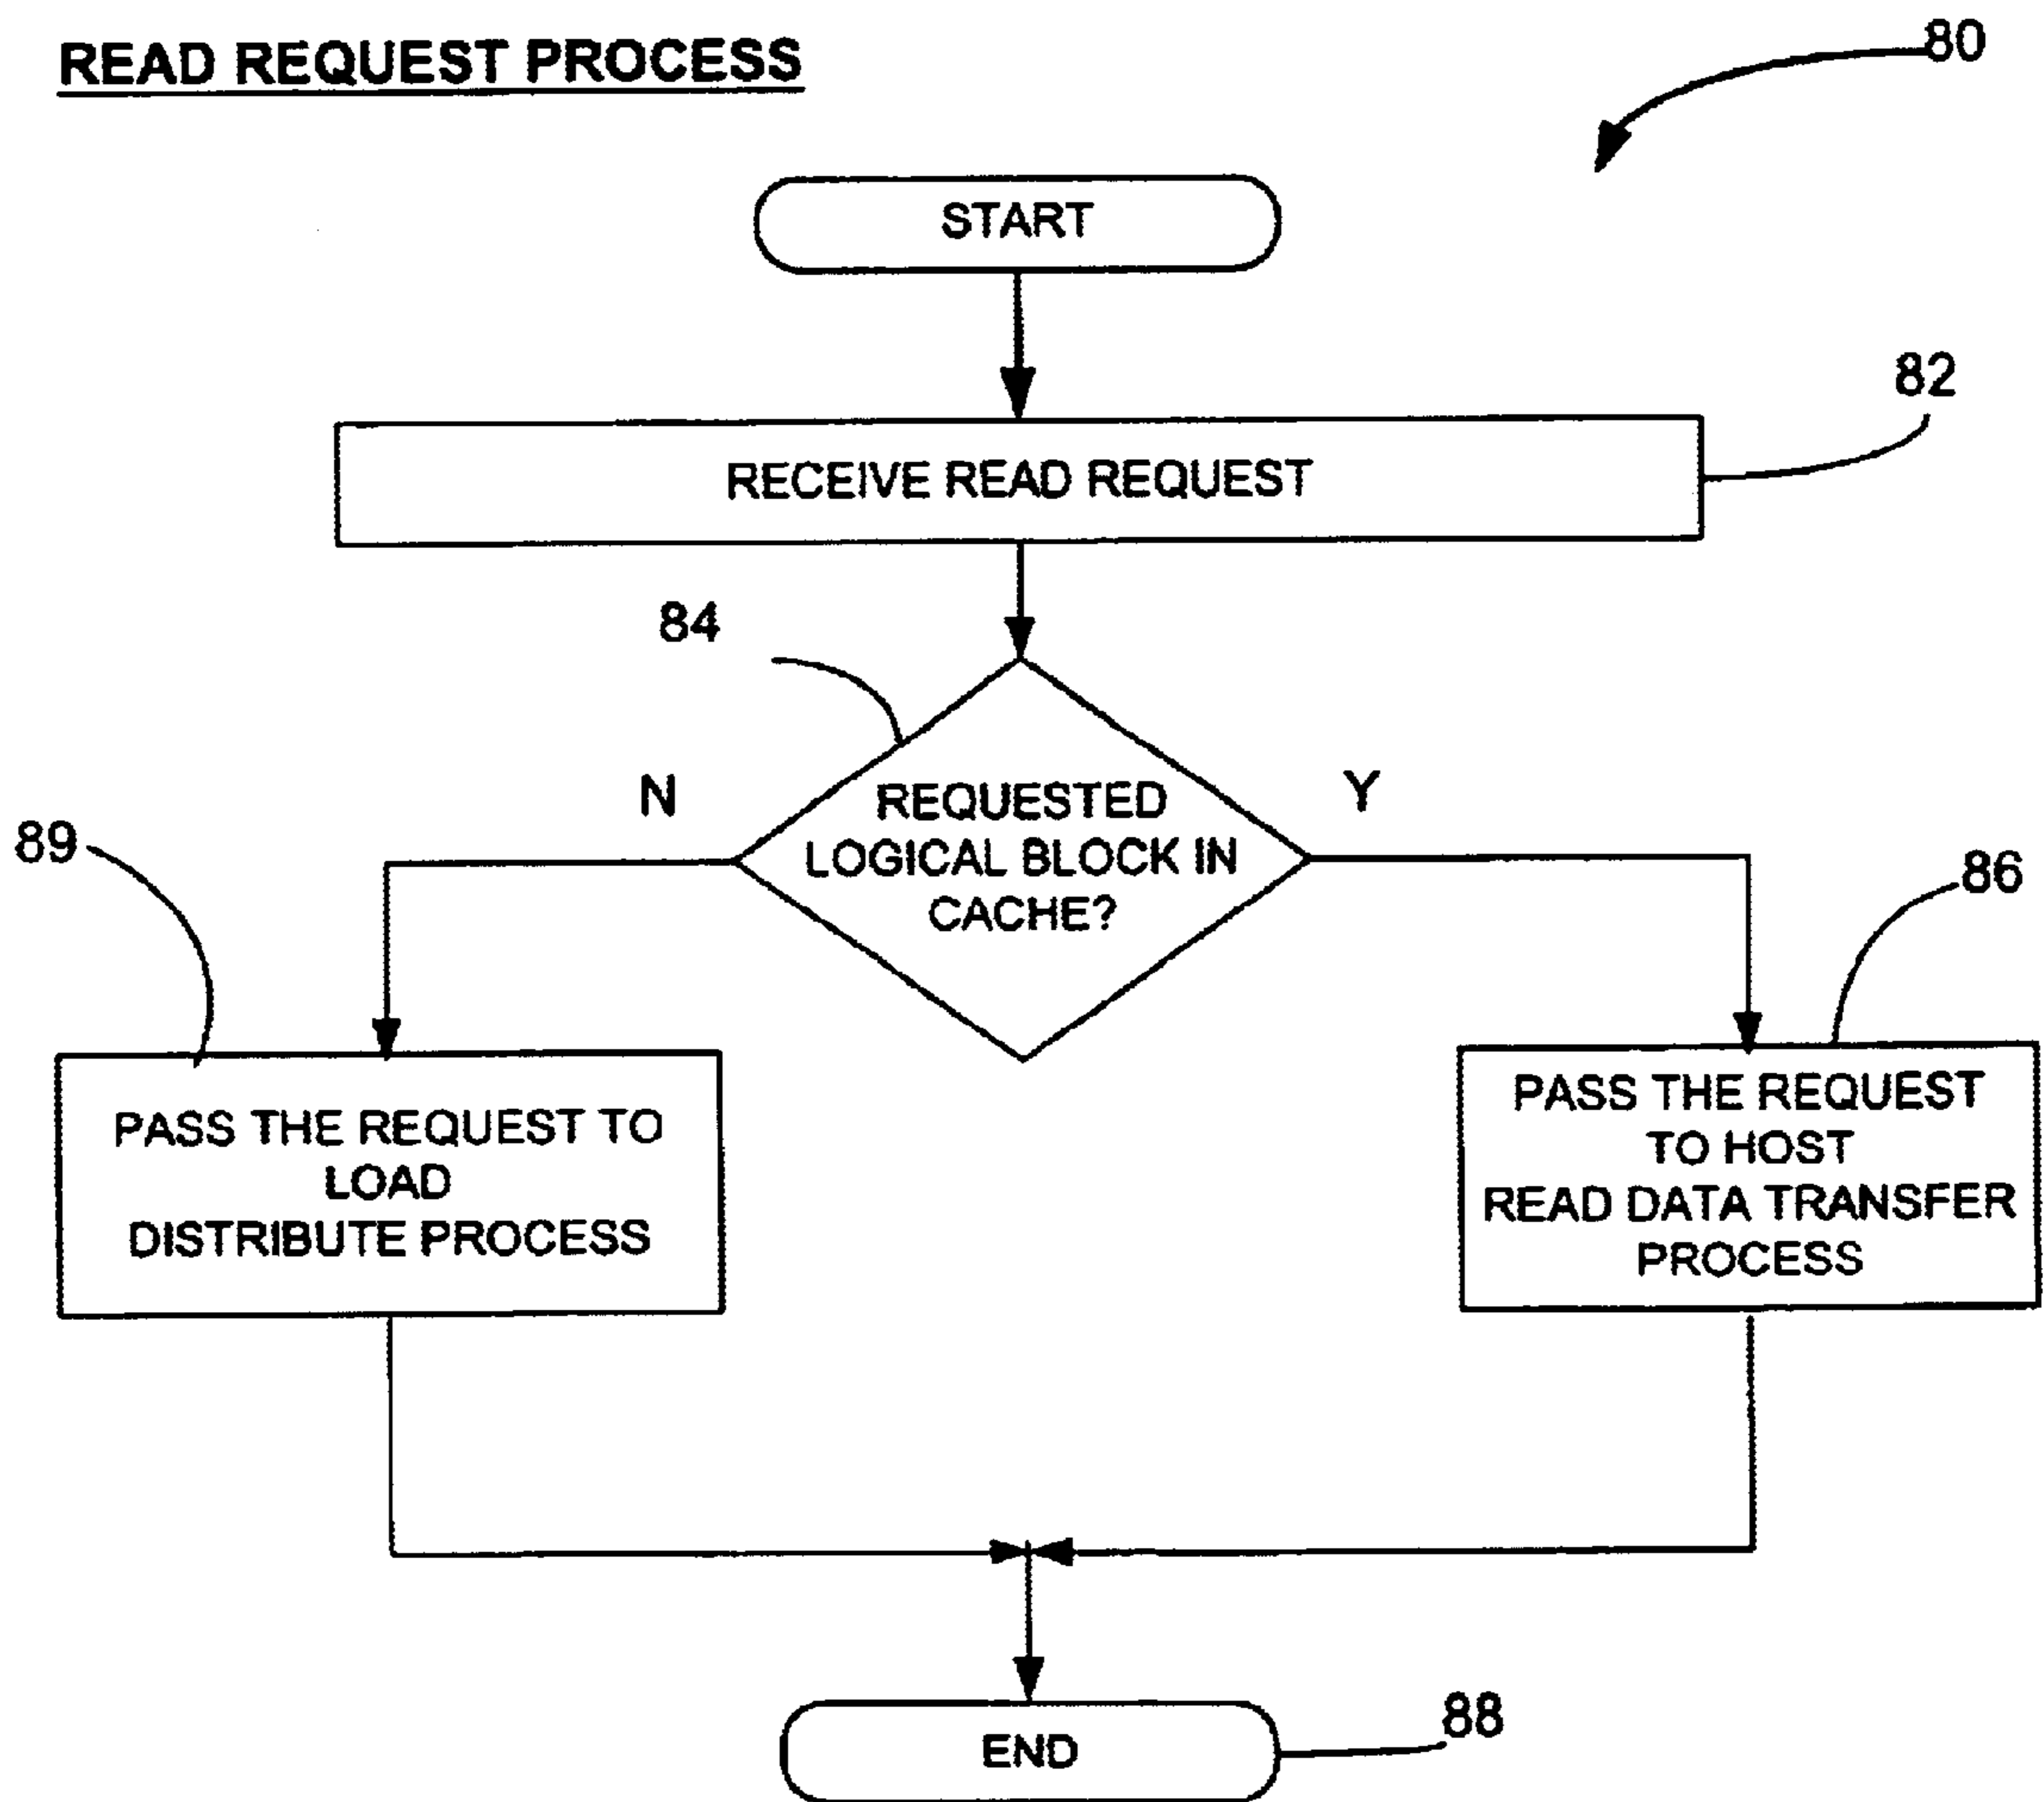 READ REQUEST PROCESS
80
START
82
RECEIVE READ REQUEST
84
N
Y
REQUESTED
LOGICAL BLOCK IN
CACHE?
89
86
PASS THE REQUEST TO
LOAD
DISTRIBUTE PROCESS
PASS THE REQUEST
TO HOST
READ DATA TRANSFER
PROCESS
88
END